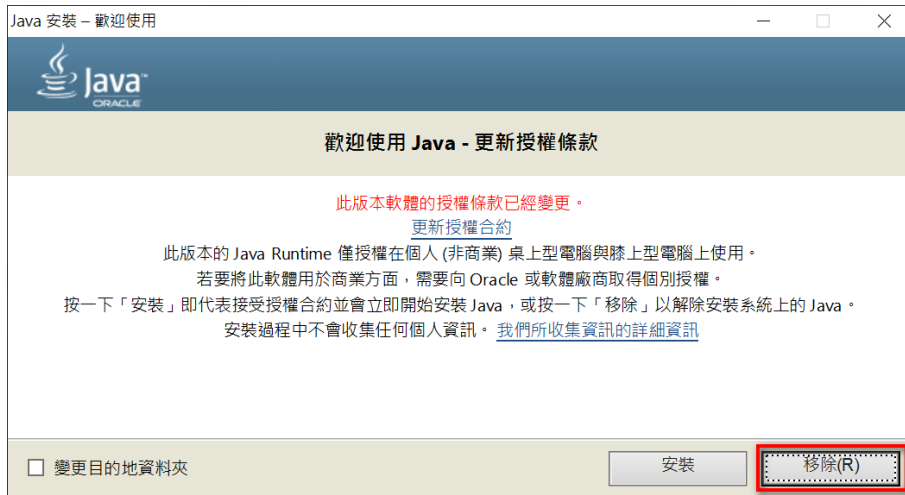 Java 安裝 – 歡迎使用
Java™
ORACLE
歡迎使用 Java - 更新授權條款
此版本軟體的授權條款已經變更。
更新授權合約
此版本的 Java Runtime 僅授權在個人 (非商業) 桌上型電腦與膝上型電腦上使用。
若要將此軟體用於商業方面，需要向 Oracle 或軟體廠商取得個別授權。
按一下「安裝」即代表接受授權合約並會立即開始安裝 Java，或按一下「移除」以解除安裝系統上的 Java。
安裝過程中不會收集任何個人資訊。 我們所收集資訊的詳細資訊
變更目的地資料夾
安裝
移除(R)